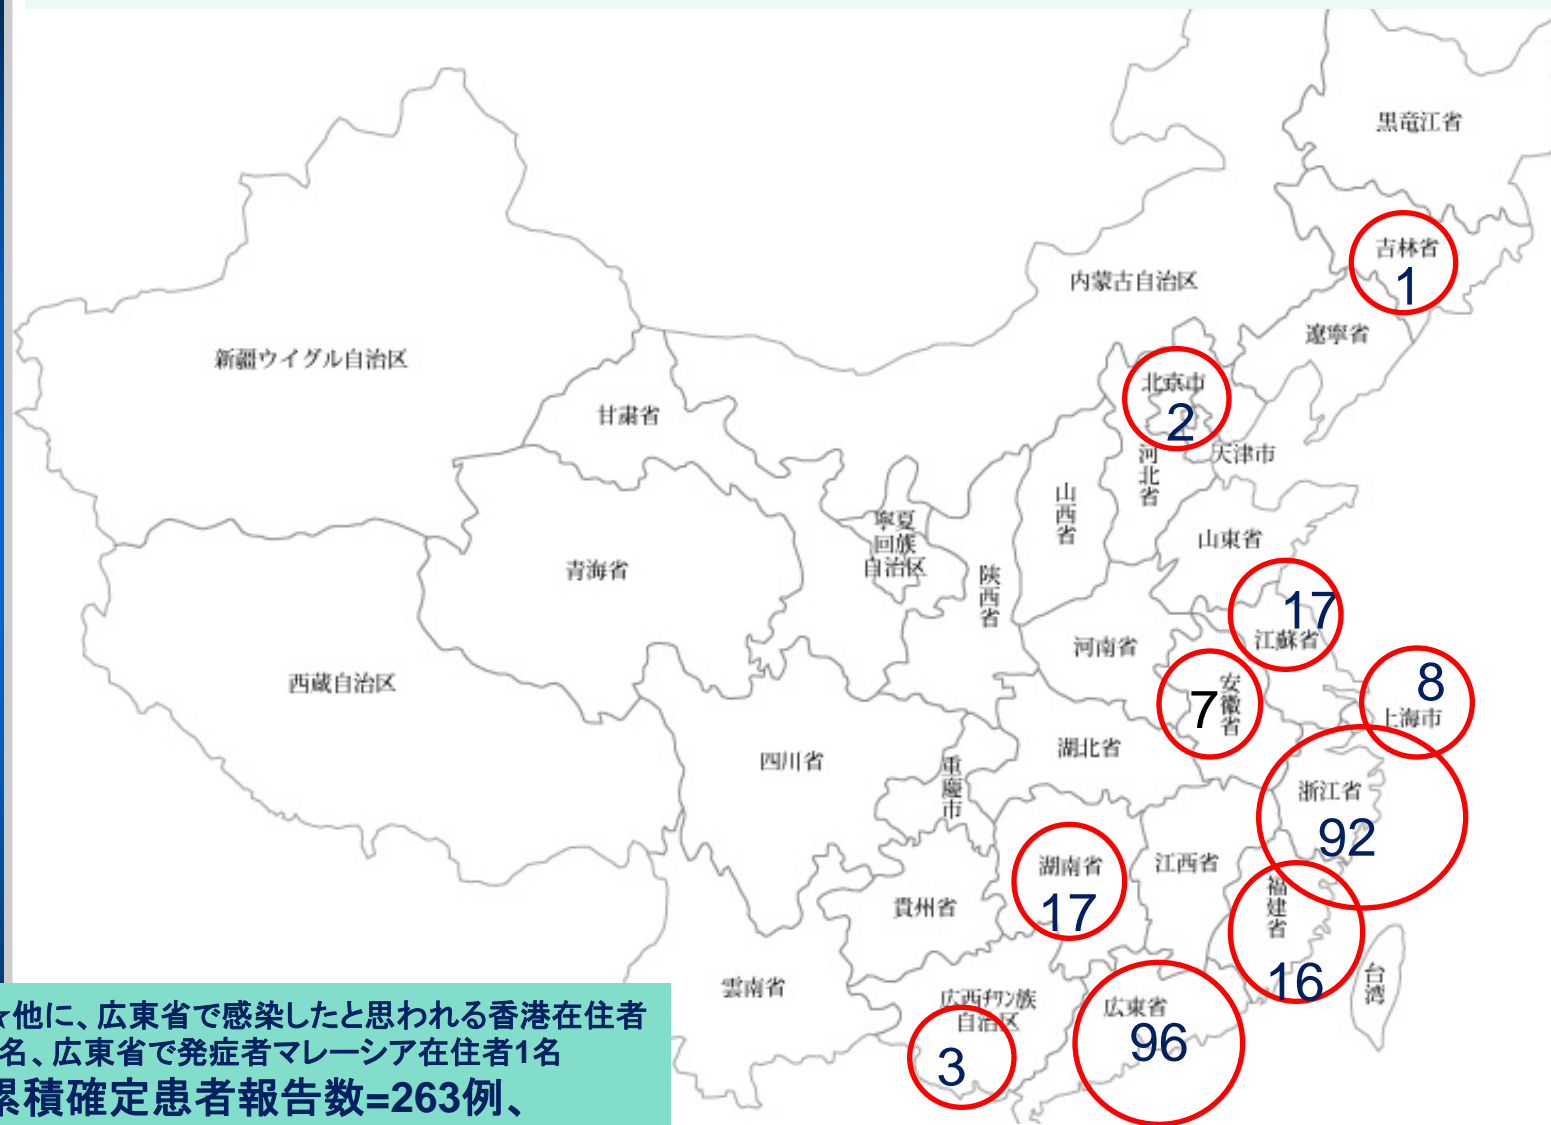 黒竜江省
吉林省
1
内蒙古自治区
遼寧省
新疆ウイグル自治区
北京市
2
甘粛省
天津市
河北省
山西省
寧夏
回族
自治区
山東省
青海省
陝西省
17
江蘇省
河南省
西蔵自治区
安徽省
7
8
上海市
湖北省
四川省
重慶市
浙江省
92
湖南省
17
江西省
貴州省
福建省
16
雲南省
広西チワン族
自治区
3
広東省
96
台湾
他に、広東省で感染したと思われる香港在住者
名、広東省で発症者マレーシア在住者1名
累積確定患者報告数=263例、